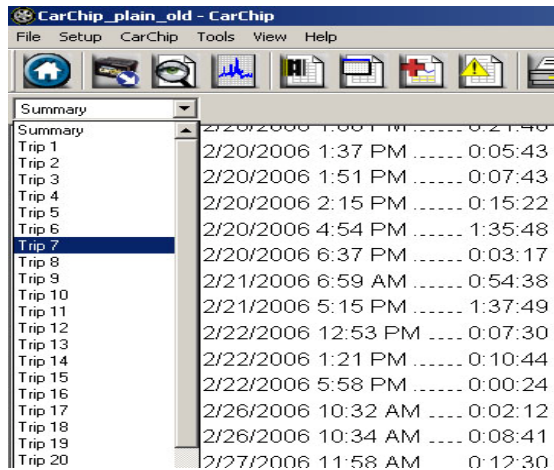 CarChip_plain_old - CarChip
File Setup CarChip Tools View Help
Summary
Summary
Trip 1
Trip 2
Trip 3
Trip 4
Trip 5
Trip 6
Trip 7
Trip 8
Trip 9
Trip 10
Trip 11
Trip 12
Trip 13
Trip 14
Trip 15
Trip 16
Trip 17
Trip 18
Trip 19
Trip 20
2/20/2006 1:37 PM ...... 0:05:43
2/20/2006 1:51 PM ...... 0:07:43
2/20/2006 2:15 PM ...... 0:15:22
2/20/2006 4:54 PM ...... 1:35:48
2/20/2006 6:37 PM ...... 0:03:17
2/21/2006 6:59 AM ...... 0:54:38
2/21/2006 5:15 PM ...... 1:37:49
2/22/2006 12:53 PM .... 0:07:30
2/22/2006 1:21 PM ...... 0:10:44
2/22/2006 5:58 PM ...... 0:00:24
2/26/2006 10:32 AM .... 0:02:12
2/26/2006 10:34 AM .... 0:08:41
2/27/2006 11:58 AM .... 0:12:30